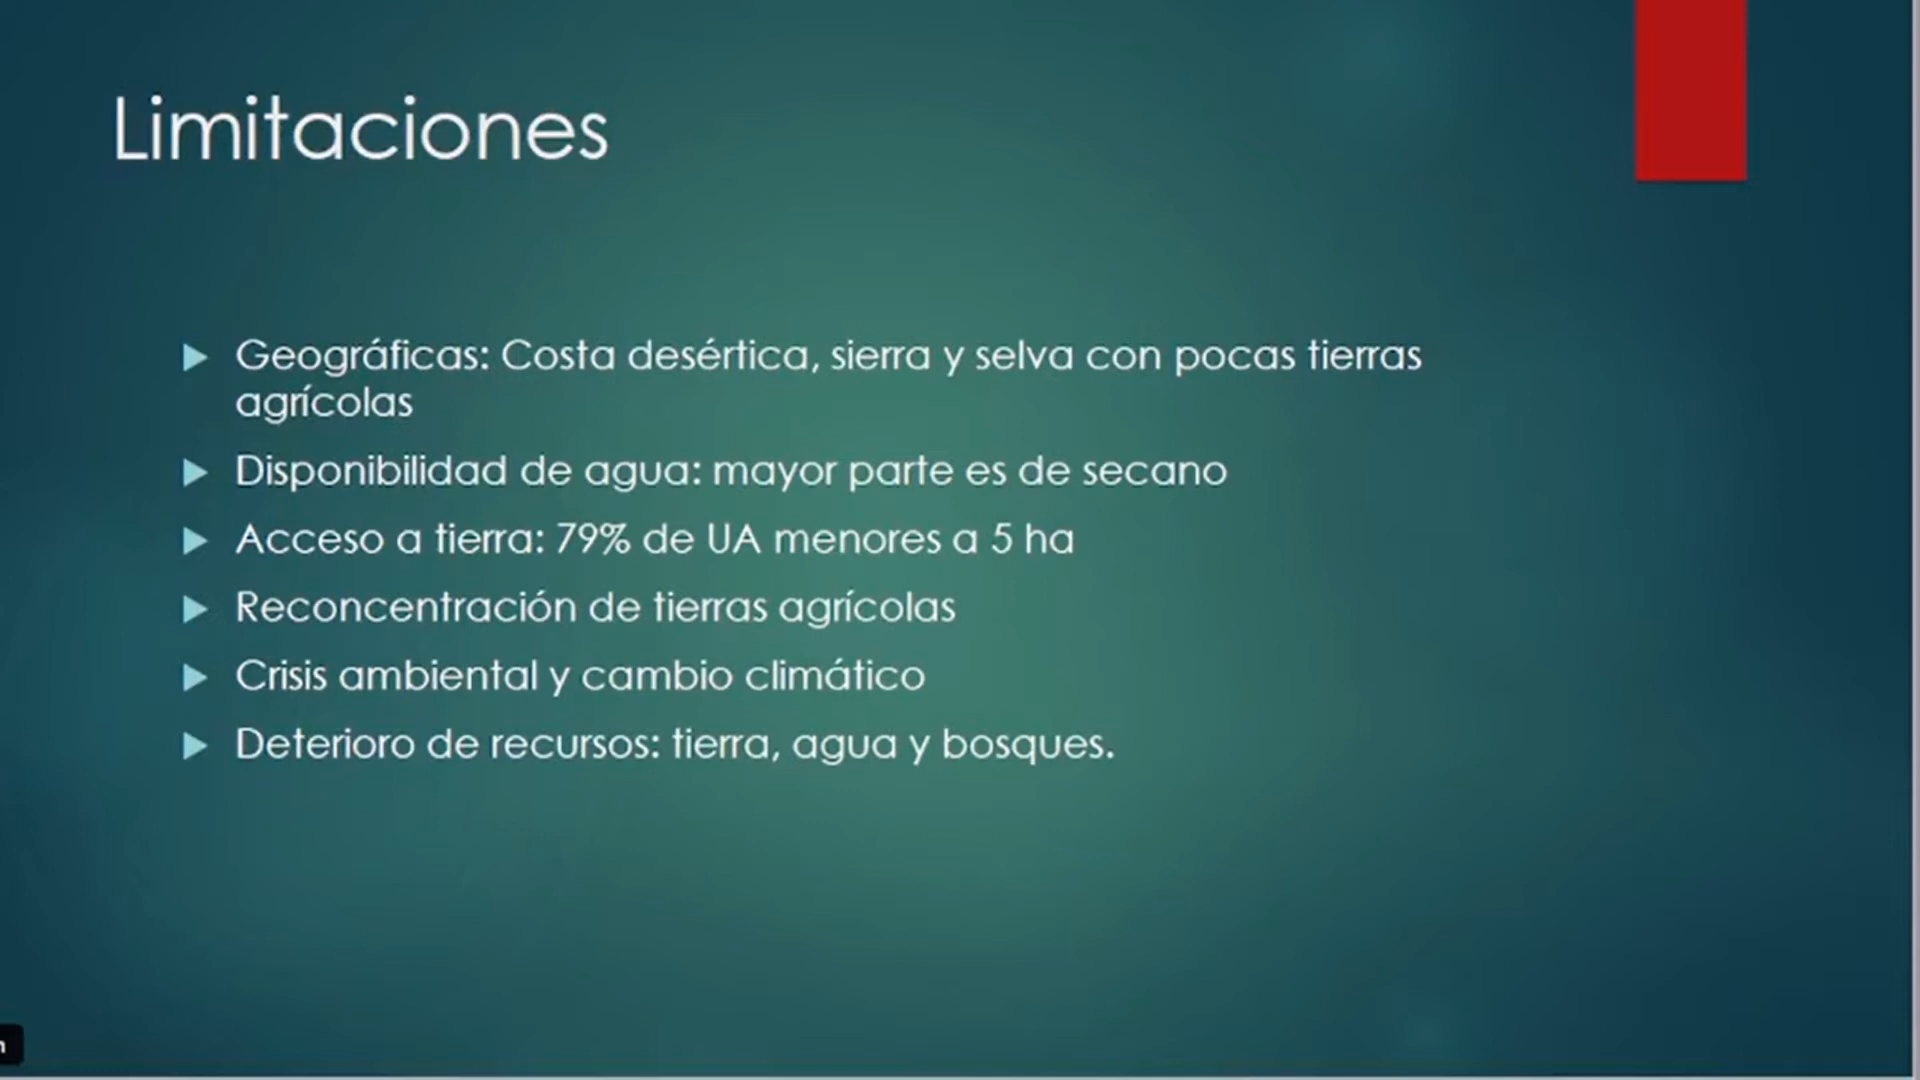 Limitaciones
Geográficas: Costa desértica, sierra y selva con pocas tierras
agrícolas
Disponibilidad de agua: mayor parte es de secano
Acceso a tierra: 79% de UA menores a 5 ha
Reconcentración de tierras agrícolas
Crisis ambiental y cambio climático
Deterioro de recursos: tierra, agua y bosques.